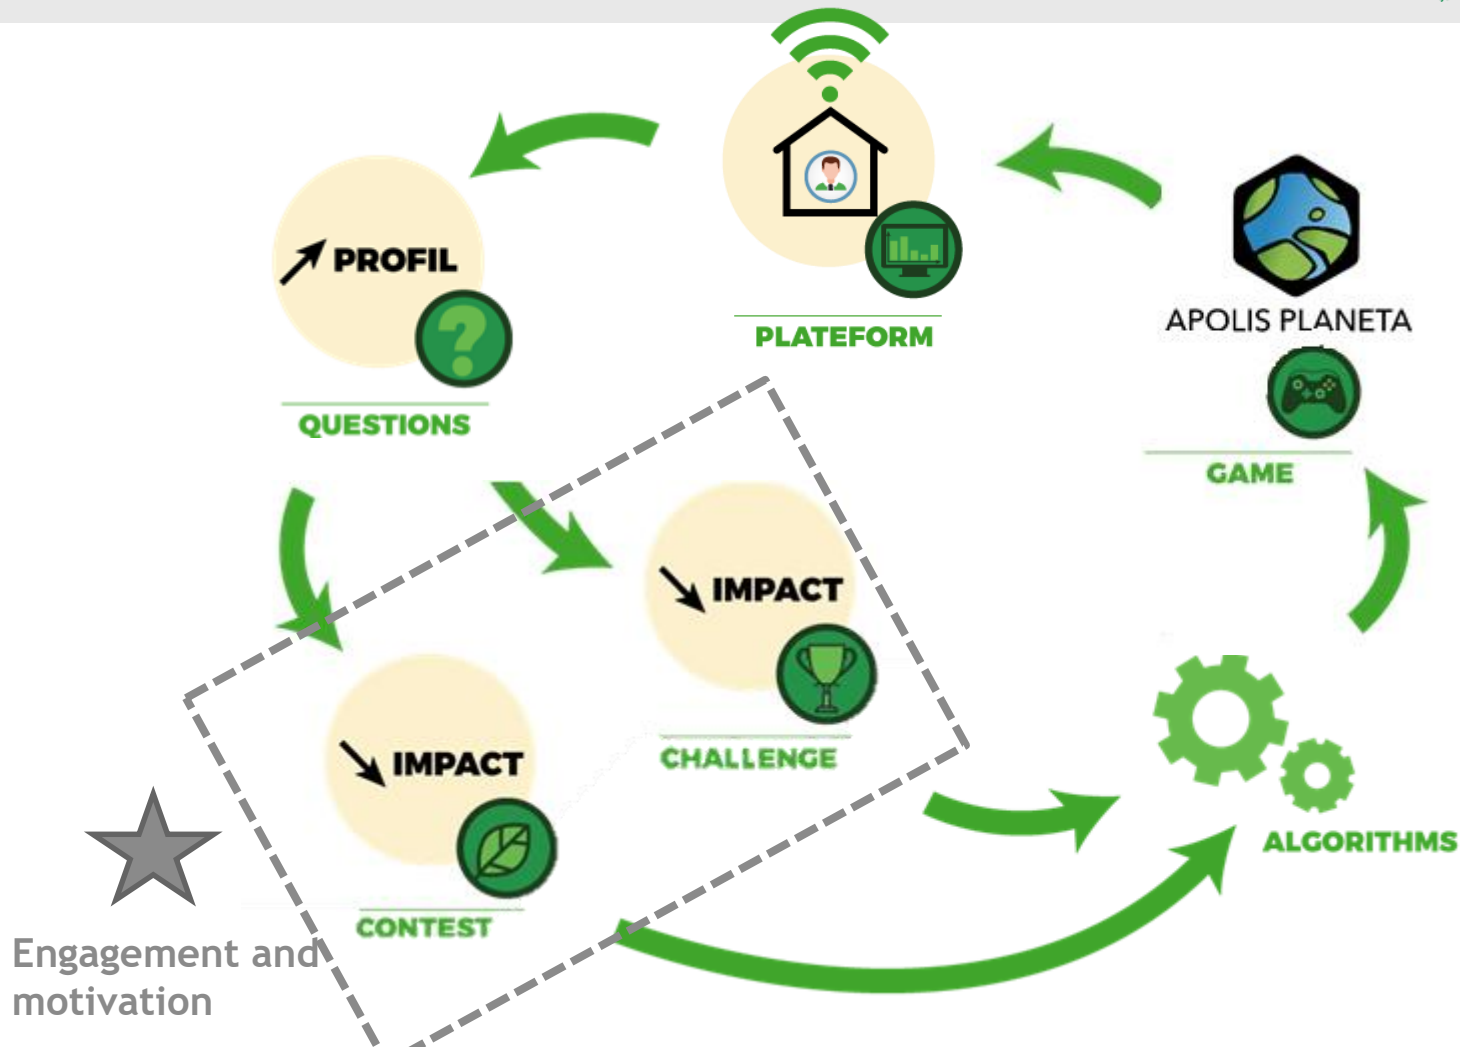 PROFIL
QUESTIONS
PLATEFORM
APOLIS PLANETA
GAME
IMPACT
CHALLENGE
IMPACT
CONTEST
ALGORITHMS
Engagement and
motivation